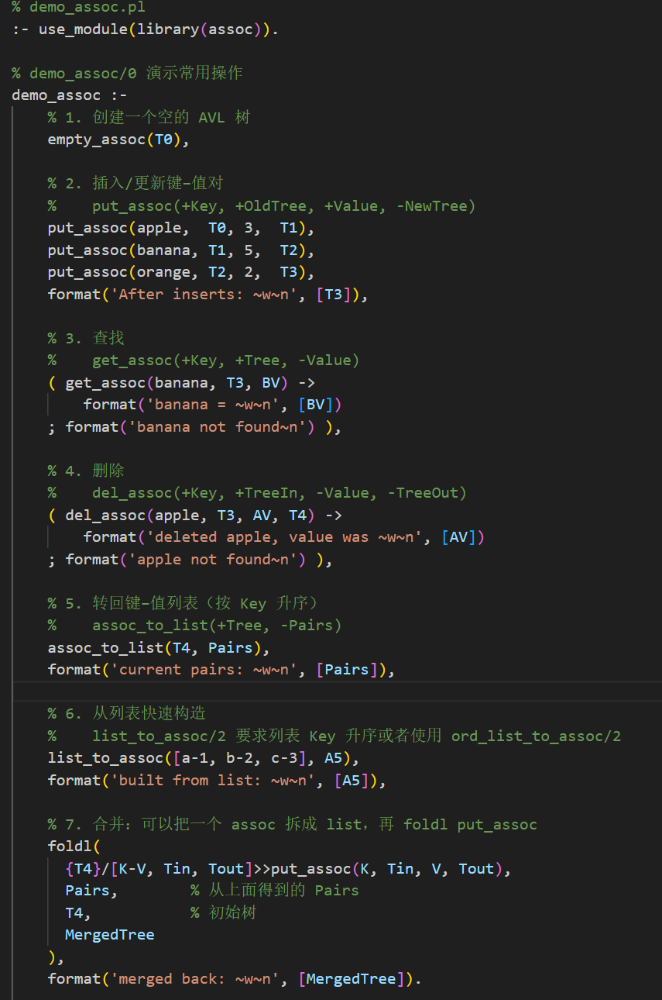 % demo_assoc.pl
:- use_module(library(assoc)).

% demo_assoc/0 演示常用操作
demo_assoc :-
    % 1. 创建一个空的 AVL 树
    empty_assoc(T0),

    % 2. 插入/更新键–值对
    %    put_assoc(+Key, +OldTree, +Value, -NewTree)
    put_assoc(apple,  T0, 3,  T1),
    put_assoc(banana, T1, 5,  T2),
    put_assoc(orange, T2, 2,  T3),
    format('After inserts: ~w~n', [T3]),

    % 3. 查找
    %    get_assoc(+Key, +Tree, -Value)
    ( get_assoc(banana, T3, BV) ->
        format('banana = ~w~n', [BV])
    ; format('banana not found~n') ),

    % 4. 删除
    %    del_assoc(+Key, +TreeIn, -Value, -TreeOut)
    ( del_assoc(apple, T3, AV, T4) ->
        format('deleted apple, value was ~w~n', [AV])
    ; format('apple not found~n') ),

    % 5. 转回键–值列表（按 Key 升序）
    %    assoc_to_list(+Tree, -Pairs)
    assoc_to_list(T4, Pairs),
    format('current pairs: ~w~n', [Pairs]),

    % 6. 从列表快速构造
    %    list_to_assoc/2 要求列表 Key 升序或者使用 ord_list_to_assoc/2
    list_to_assoc([a-1, b-2, c-3], A5),
    format('built from list: ~w~n', [A5]),

    % 7. 合并：可以把一个 assoc 拆成 list，再 foldl put_assoc
    foldl(
      {T4}/[K-V, Tin, Tout]>>put_assoc(K, Tin, V, Tout),
      Pairs,        % 从上面得到的 Pairs
      T4,           % 初始树
      MergedTree
    ),
    format('merged back: ~w~n', [MergedTree]).